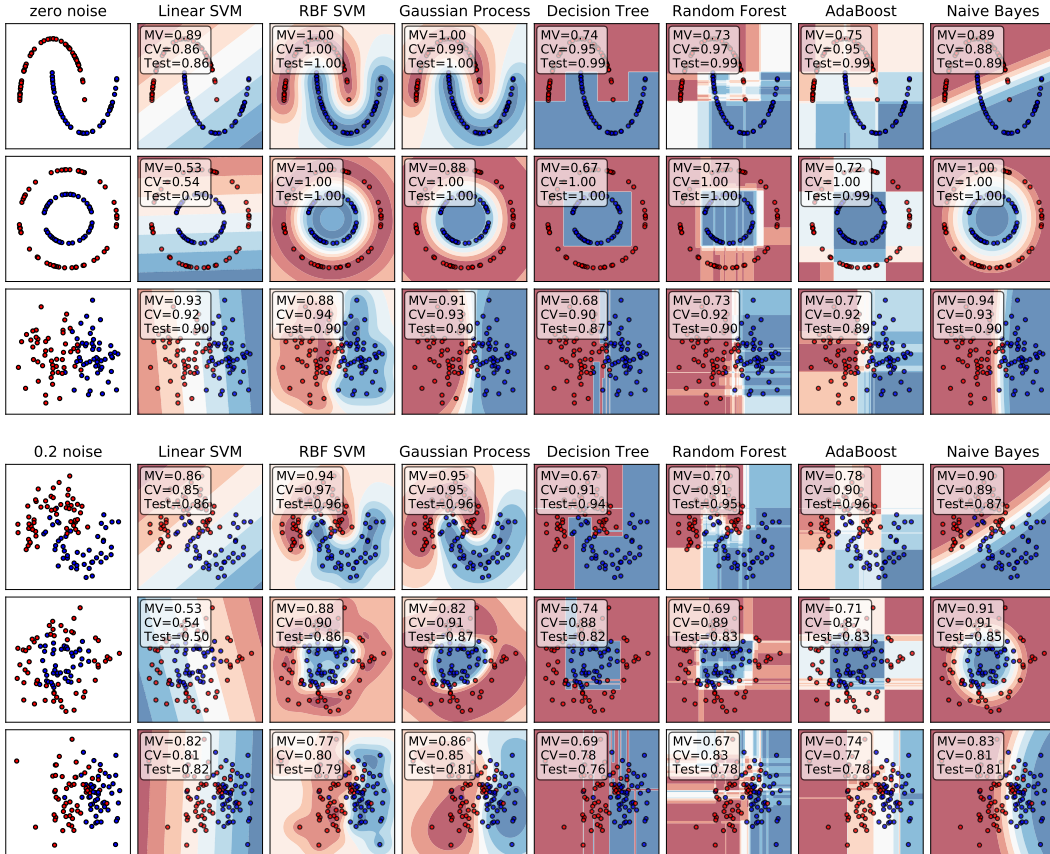 zero noise Linear SVM RBF SVM Gaussian Process Decision Tree Random Forest AdaBoost Naive Bayes
MV=0.89 MV=1.00 MV=1.00 MV=0.74 MV=0.73 MV=0.75 MV=0.89
CV=0.86 CV=1.00 CV=0.99 CV=0.95 CV=0.97 CV=0.95 CV=0.88
Test=0.86 Test=1.00 Test=1.00 Test=0.99 Test=0.99 Test=0.99 Test=0.89
MV=0.53 MV=1.00 MV=0.88 MV=0.67 MV=0.77 MV=0.72 MV=1.00
CV=0.54 CV=1.00 CV=1.00 CV=1.00 CV=1.00 CV=1.00 CV=1.00
Test=0.50 Test=1.00 Test=1.00 Test=1.00 Test=1.00 Test=0.99 Test=1.00
MV=0.93 MV=0.88 MV=0.91 MV=0.68 MV=0.73 MV=0.77 MV=0.94
CV=0.92 CV=0.94 CV=0.93 CV=0.90 CV=0.92 CV=0.92 CV=0.93
Test=0.90 Test=0.90 Test=0.90 Test=0.87 Test=0.90 Test=0.89 Test=0.90
0.2 noise Linear SVM RBF SVM Gaussian Process Decision Tree Random Forest AdaBoost Naive Bayes
MV=0.86 MV=0.94 MV=0.95 MV=0.67 MV=0.70 MV=0.78 MV=0.90
CV=0.85 CV=0.97 CV=0.95 CV=0.91 CV=0.91 CV=0.90 CV=0.89
Test=0.86 Test=0.96 Test=0.96 Test=0.94 Test=0.95 Test=0.96 Test=0.87
MV=0.53 MV=0.88 MV=0.82 MV=0.74 MV=0.69 MV=0.71 MV=0.91
CV=0.54 CV=0.90 CV=0.91 CV=0.88 CV=0.89 CV=0.87 CV=0.91
Test=0.50 Test=0.86 Test=0.87 Test=0.82 Test=0.83 Test=0.83 Test=0.85
MV=0.82 MV=0.77 MV=0.86 MV=0.69 MV=0.67 MV=0.74 MV=0.83
CV=0.81 CV=0.80 CV=0.85 CV=0.78 CV=0.83 CV=0.77 CV=0.81
Test=0.82 Test=0.81 Test=0.76 Test=0.78 Test=0.78 Test=0.81